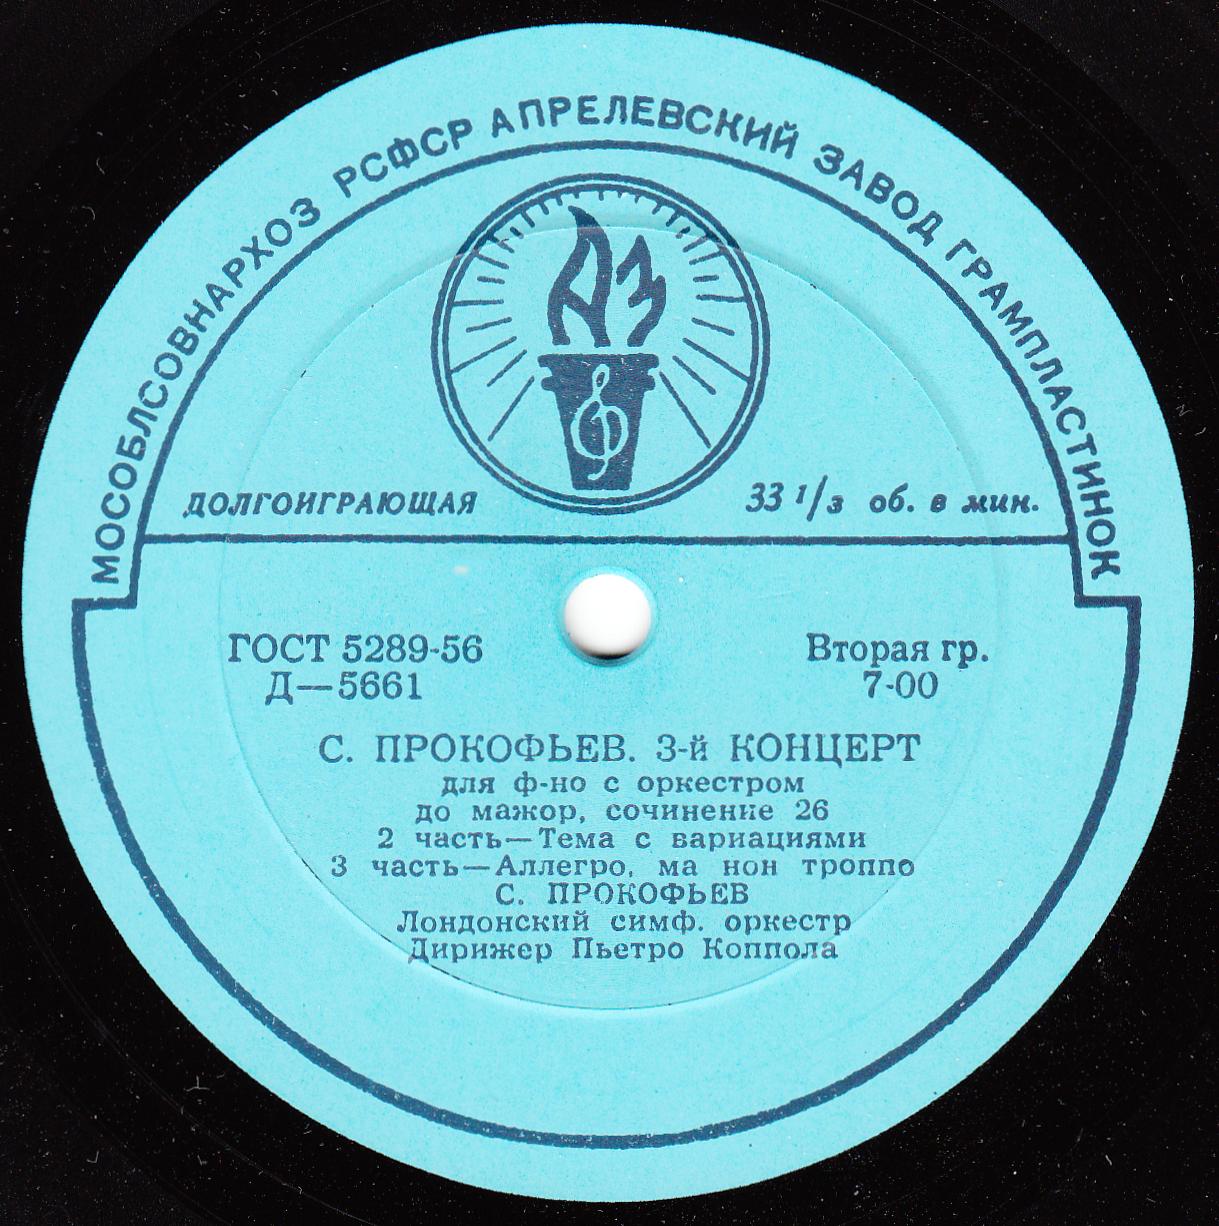 МОСОБЛСОВНАРХОЗ РСФСР АПРЕЛЕВСКИЙ ЗАВОД ГРАМПЛАСТИНОК
АЗ
ДОЛГОИГРАЮЩАЯ
33 1/3 об. в мин.
ГОСТ 5289-56
Д—5661
Вторая гр.
7-00
С. ПРОКОФЬЕВ. 3-й КОНЦЕРТ
для ф-но с оркестром
до мажор, сочинение 26
2 часть—Тема с вариациями
3 часть—Аллегро, ма нон троппо
С. ПРОКОФЬЕВ
Лондонский симф. оркестр
Дирижер Пьетро Коппола